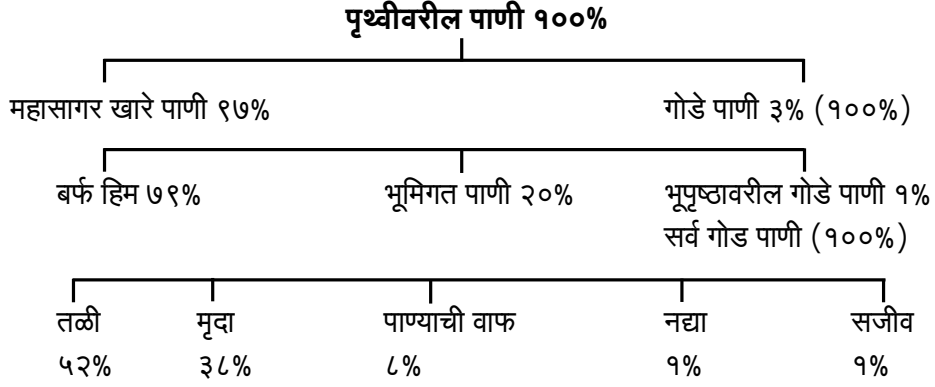 पृथ्वीवरील पाणी १००%
महासागर खारे पाणी ९७% गोडे पाणी ३% (१००%)
बर्फ हिम ७९% भूमिगत पाणी २०% भूपृष्ठावरील गोडे पाणी १%
सर्व गोड पाणी (१००%)
तळी मृदा पाण्याची वाफ नद्या सजीव
५२% ३८% ८% १% १%